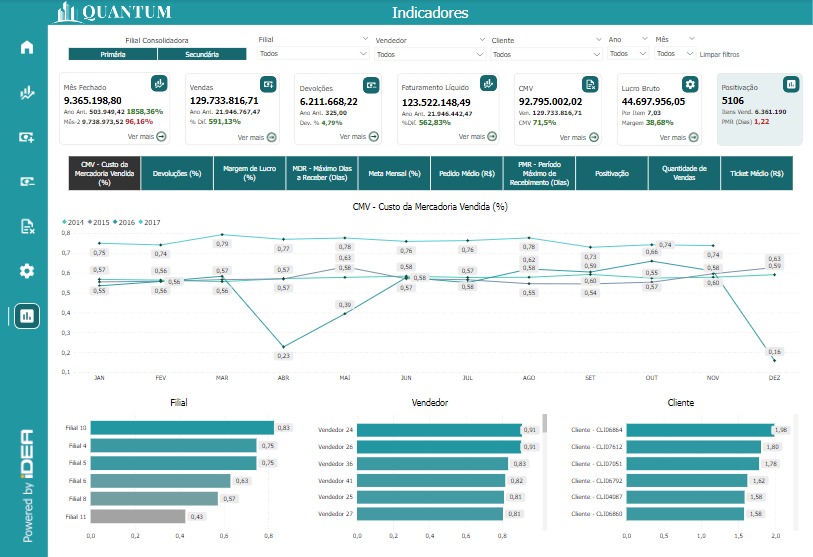 QUANTUM
Indicadores
Filial Consolidadora
Primária
Secundária
Filial
Todos
Vendedor
Todos
Cliente
Todos
Ano
Todos
Mês
Todos
Limpar filtros
Mês Fechado
9.365.198,80
Ano Ant. 503.949,42 1858,36%
Mês-2 9.738.973,52 96,16%
Ver mais
Vendas
129.733.816,71
Ano Ant. 21.946.767,47
% Dif. 591,13%
Ver mais
Devoluções
6.211.668,22
Ano Ant. 325,00
Dev. % 4,79%
Ver mais
Faturamento Líquido
123.522.148,49
Ano Ant. 21.946.442,47
%Dif. 562,83%
Ver mais
CMV
92.795.002,02
Ven. 129.733.816,71
CMV 71,5%
Ver mais
Lucro Bruto
44.697.956,05
Por Item 7,03
Margem 38,68%
Ver mais
Positivação
5106
Itens Vend. 6.361.190
PMR (Dias) 1,22
CMV - Custo da
Mercadoria Vendida
(%)
Devoluções (%)
Margem de Lucro
(%)
MDR - Máximo Dias
a Receber (Dias)
Meta Mensal (%)
Pedido Médio (R$)
PMR - Período
Máximo de
Recebimento (Dias)
Positivação
Quantidade de
Vendas
Ticket Médio (R$)
CMV - Custo da Mercadoria Vendida (%)
2014 2015 2016 2017
0,8
0,7
0,6
0,5
0,4
0,3
0,2
0,1
0,75 0,74 0,79 0,77 0,78 0,76 0,76 0,78 0,73 0,74 0,74
0,63 0,62 0,66 0,63
0,57 0,56 0,57 0,57 0,58 0,58 0,57 0,58 0,59 0,55 0,58 0,59
0,56 0,58 0,60 0,60
0,55 0,56 0,56 0,57 0,57 0,58 0,55 0,54 0,57
0,39
0,23
0,16
JAN FEV MAR ABR MAI JUN JUL AGO SET OUT NOV DEZ
Filial
Filial 10 0,83
Filial 4 0,75
Filial 5 0,75
Filial 6 0,63
Filial 8 0,57
Filial 11 0,43
0,0 0,2 0,4 0,6 0,8
Vendedor
Vendedor 24 0,91
Vendedor 26 0,91
Vendedor 36 0,83
Vendedor 41 0,82
Vendedor 25 0,81
Vendedor 27 0,81
0,0 0,2 0,4 0,6 0,8
Cliente
Cliente - CLID6864 1,98
Cliente - CLID7612 1,80
Cliente - CLID7051 1,78
Cliente - CLID6792 1,62
Cliente - CLID4987 1,58
Cliente - CLID6860 1,58
0,0 0,5 1,0 1,5 2,0
Powered by iDEA